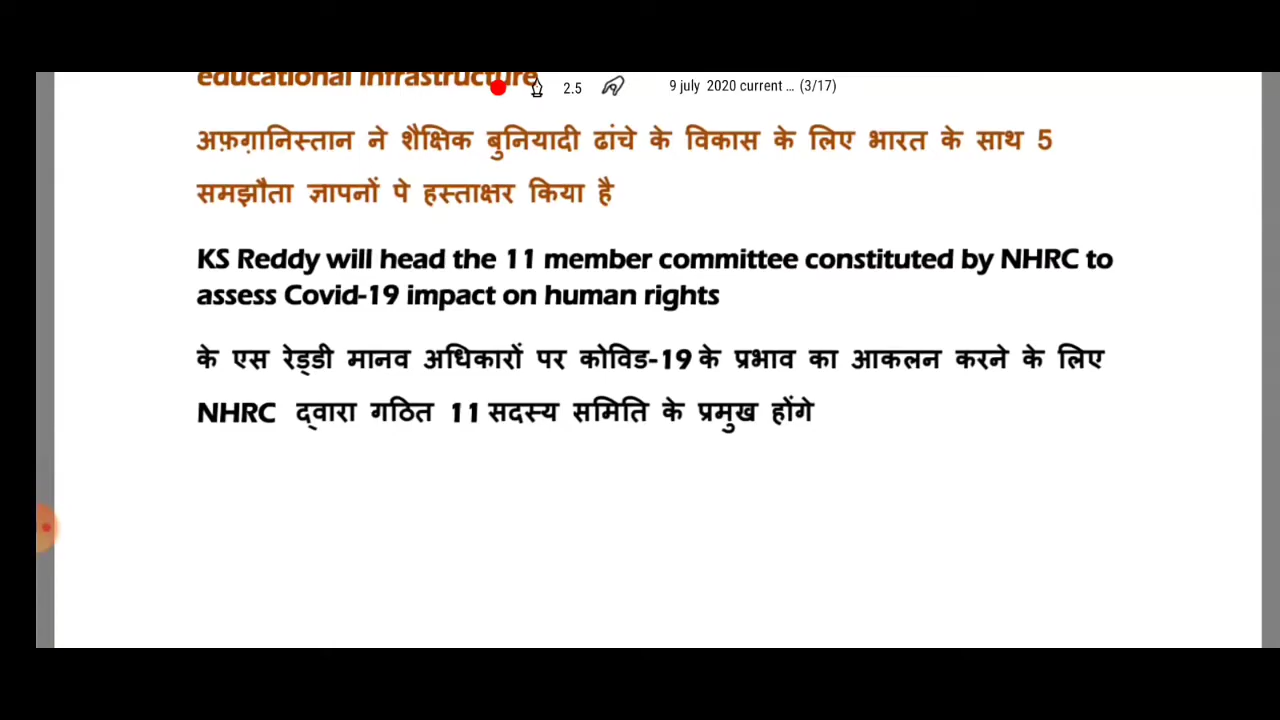 educational infrastructure
2.5
9 july 2020 current ... (3/17)
अफ़ग़ानिस्तान ने शैक्षिक बुनियादी ढांचे के विकास के लिए भारत के साथ 5
समझौता ज्ञापनों पे हस्ताक्षर किया है
KS Reddy will head the 11 member committee constituted by NHRC to
assess Covid-19 impact on human rights
के एस रेड्डी मानव अधिकारों पर कोविड-19 के प्रभाव का आकलन करने के लिए
NHRC द्वारा गठित 11 सदस्य समिति के प्रमुख होंगे